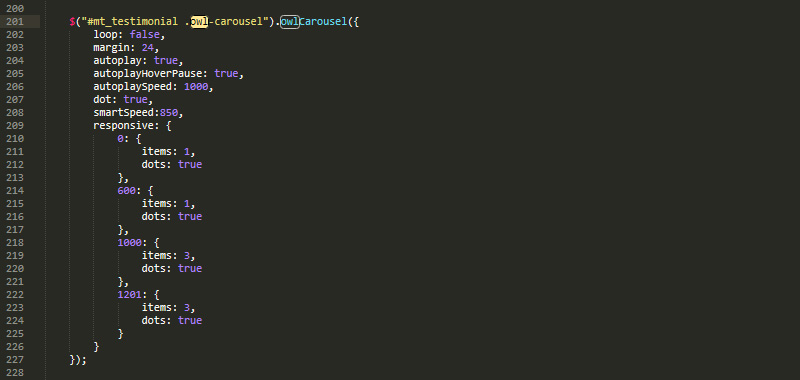 200
201 $("#mt_testimonial .owl-carousel").owlCarousel({
202 loop: false,
203 margin: 24,
204 autoplay: true,
205 autoplayHoverPause: true,
206 autoplaySpeed: 1000,
207 dot: true,
208 smartSpeed:850,
209 responsive: {
210 0: {
211 items: 1,
212 dots: true
213 },
214 600: {
215 items: 1,
216 dots: true
217 },
218 1000: {
219 items: 3,
220 dots: true
221 },
222 1201: {
223 items: 3,
224 dots: true
225 }
226 }
227 });
228